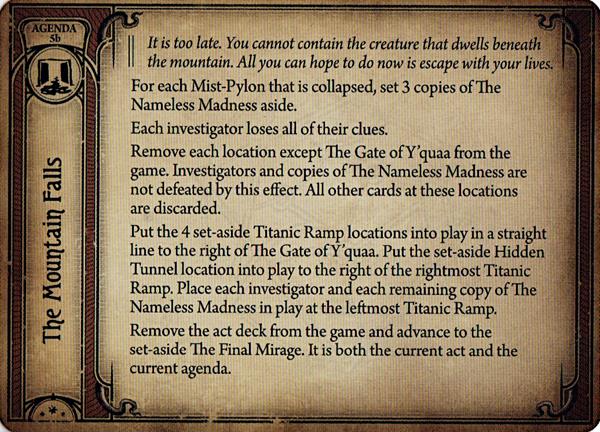 AGENDA
5b
The Mountain Falls
It is too late. You cannot contain the creature that dwells beneath
the mountain. All you can hope to do now is escape with your lives.
For each Mist-Pylon that is collapsed, set 3 copies of The
Nameless Madness aside.
Each investigator loses all of their clues.
Remove each location except The Gate of Y'quaa from the
game. Investigators and copies of The Nameless Madness are
not defeated by this effect. All other cards at these locations
are discarded.
Put the 4 set-aside Titanic Ramp locations into play in a straight
line to the right of The Gate of Y'quaa. Put the set-aside Hidden
Tunnel location into play to the right of the rightmost Titanic
Ramp. Place each investigator and each remaining copy of The
Nameless Madness in play at the leftmost Titanic Ramp.
Remove the act deck from the game and advance to the
set-aside The Final Mirage. It is both the current act and the
current agenda.